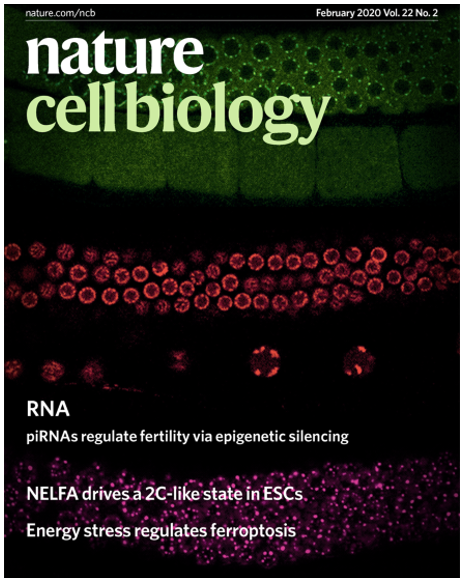 nature.com/ncb
February 2020 Vol. 22 No. 2
nature
cell biology
RNA
piRNAs regulate fertility via epigenetic silencing
NELFA drives a 2C-like state in ESCs
Energy stress regulates ferroptosis